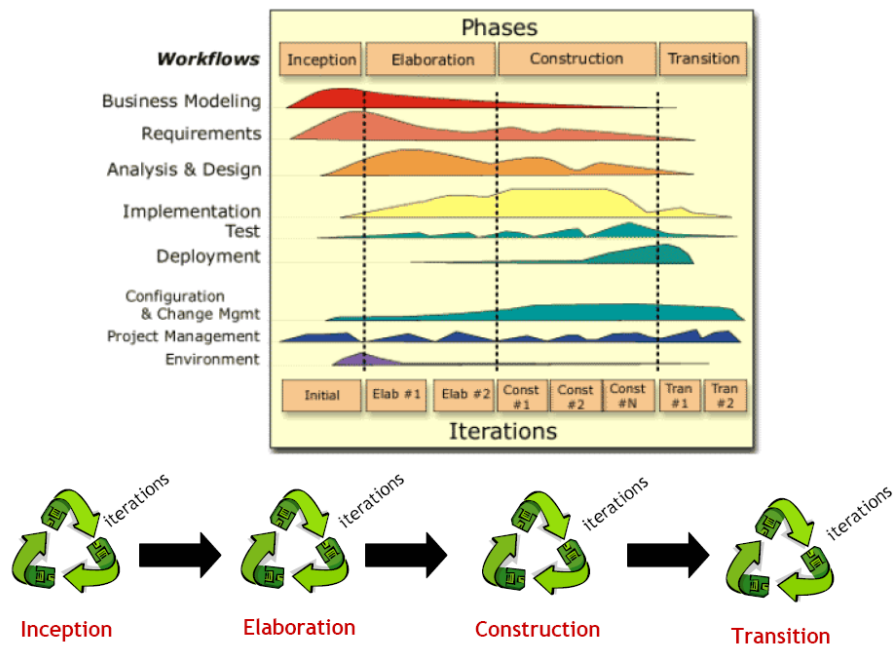 Phases
Workflows
Inception
Elaboration
Construction
Transition
Business Modeling
Requirements
Analysis & Design
Implementation
Test
Deployment
Configuration
& Change Mgmt
Project Management
Environment
Initial
Elab #1
Elab #2
Const
#1
Const
#2
Const
#N
Tran
#1
Tran
#2
Iterations
iterations
iterations
iterations
iterations
Inception
Elaboration
Construction
Transition